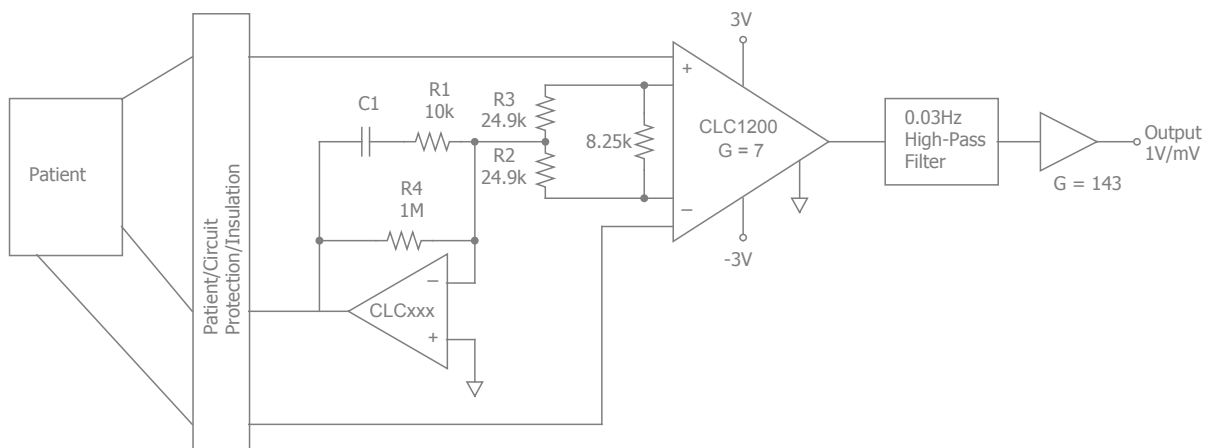 Patient
Patient/Circuit
Protection/Insulation
C1
R1
10k
R4
1M
CLCxxx
−
+
R3
24.9k
R2
24.9k
8.25k
+
CLC1200
G = 7
−
3V
-3V
0.03Hz
High-Pass
Filter
G = 143
Output
1V/mV